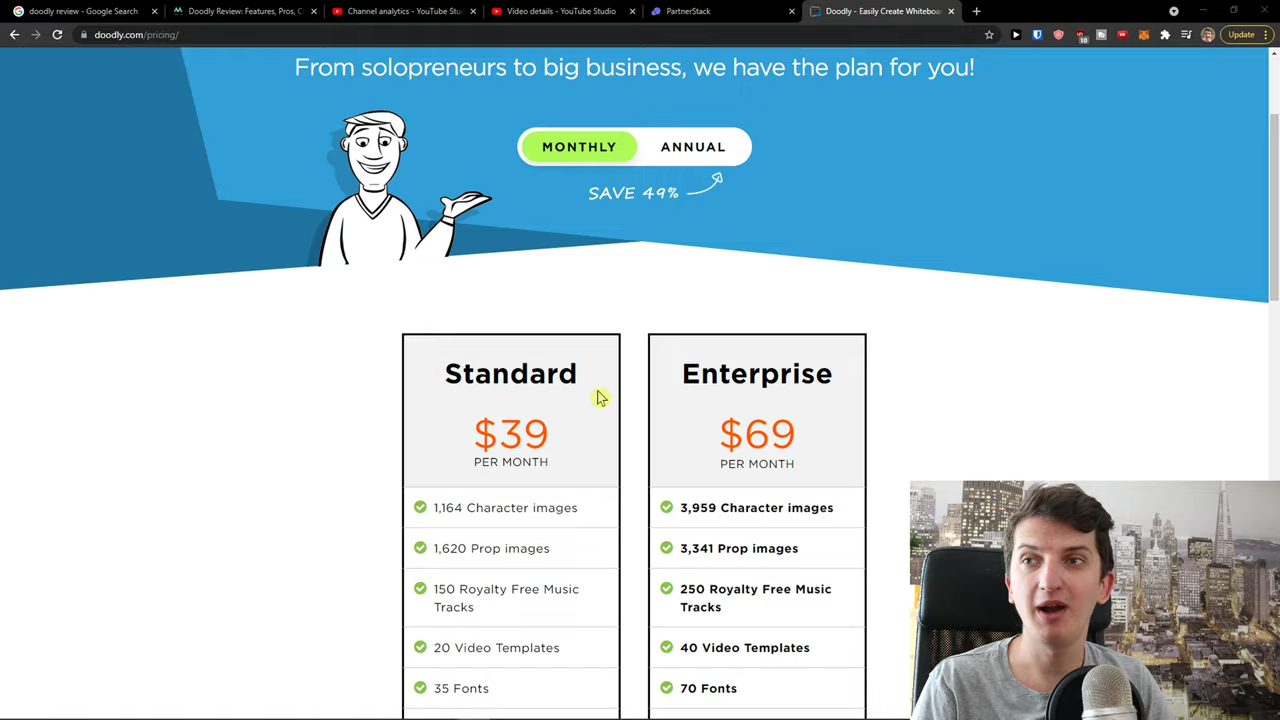 doodly review - Google Search
Doodly Review: Features, Pros, C
Channel analytics - YouTube Stu
Video details - YouTube Studio
PartnerStack
Doodly - Easily Create Whiteboa
doodly.com/pricing/
10
Update
From solopreneurs to big business, we have the plan for you!
MONTHLY
ANNUAL
SAVE 49%
Standard
$39
PER MONTH
1,164 Character images
1,620 Prop images
150 Royalty Free Music
Tracks
20 Video Templates
35 Fonts
Enterprise
$69
PER MONTH
3,959 Character images
3,341 Prop images
250 Royalty Free Music
Tracks
40 Video Templates
70 Fonts